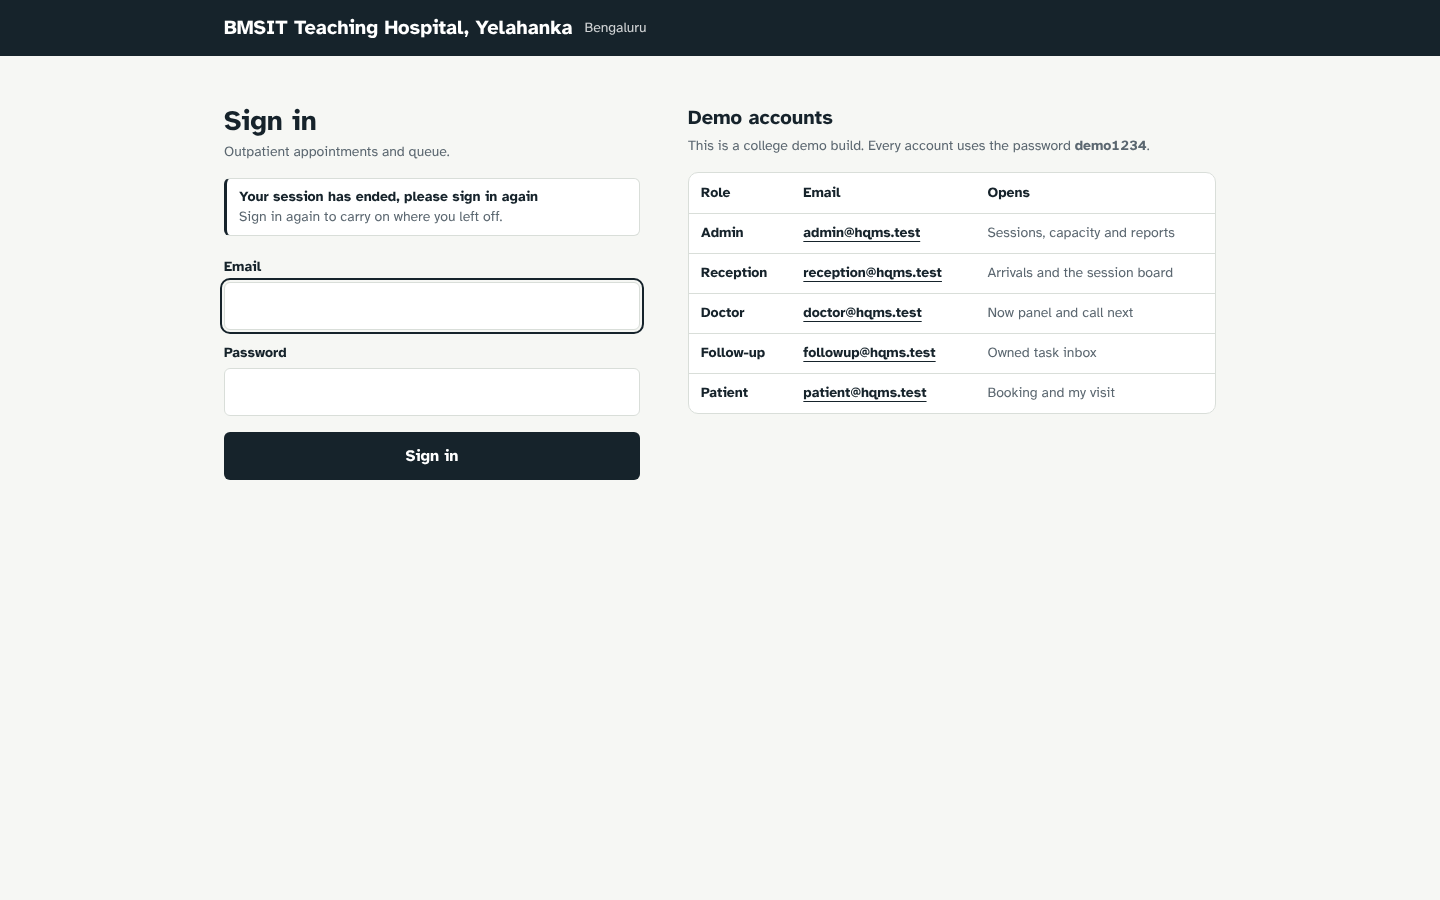 BMSIT Teaching Hospital, Yelahanka Bengaluru
Sign in
Outpatient appointments and queue.
Your session has ended, please sign in again
Sign in again to carry on where you left off.
Email
Password
Sign in
Demo accounts
This is a college demo build. Every account uses the password demo1234.
Role Email Opens
Admin admin@hqms.test Sessions, capacity and reports
Reception reception@hqms.test Arrivals and the session board
Doctor doctor@hqms.test Now panel and call next
Follow-up followup@hqms.test Owned task inbox
Patient patient@hqms.test Booking and my visit